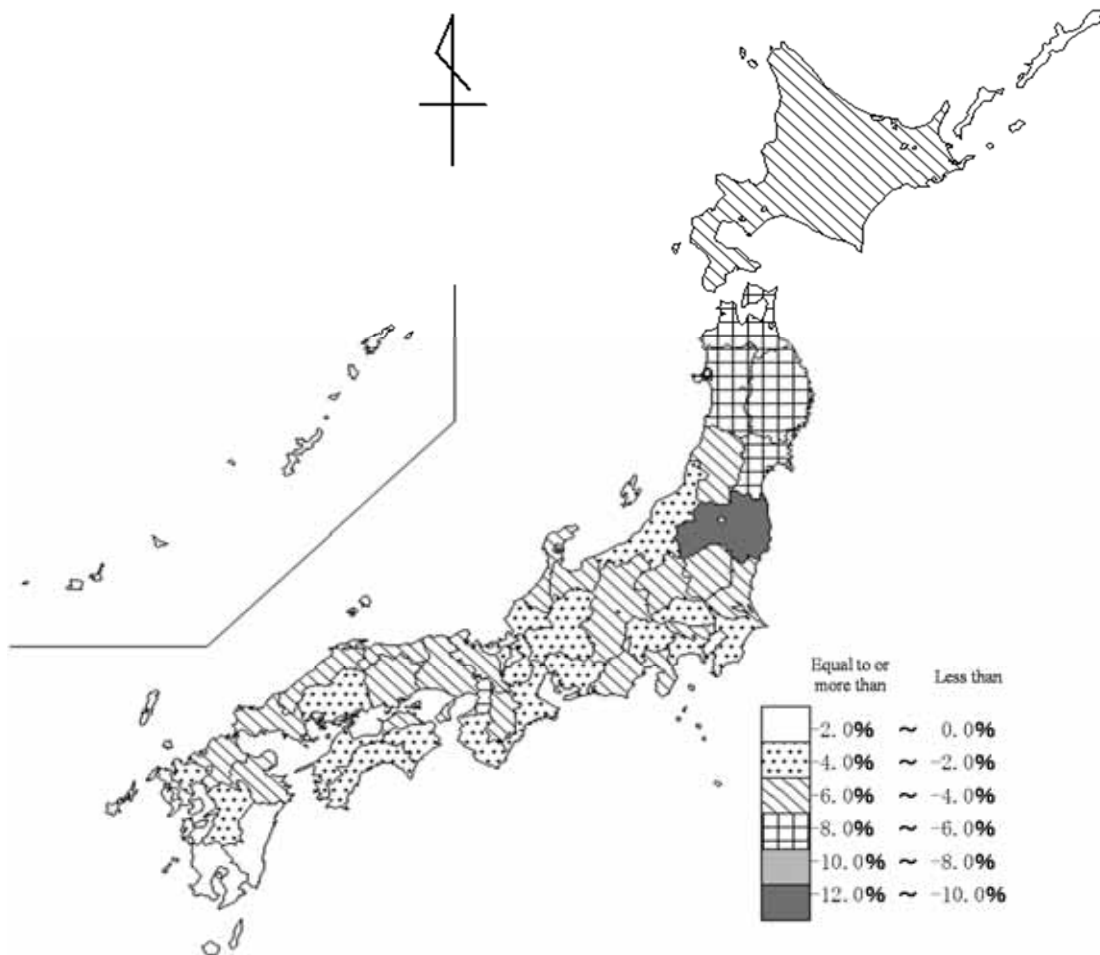 Equal to or more than Less than
-2.0% ~ 0.0%
-4.0% ~ -2.0%
-6.0% ~ -4.0%
-8.0% ~ -6.0%
-10.0% ~ -8.0%
-12.0% ~ -10.0%